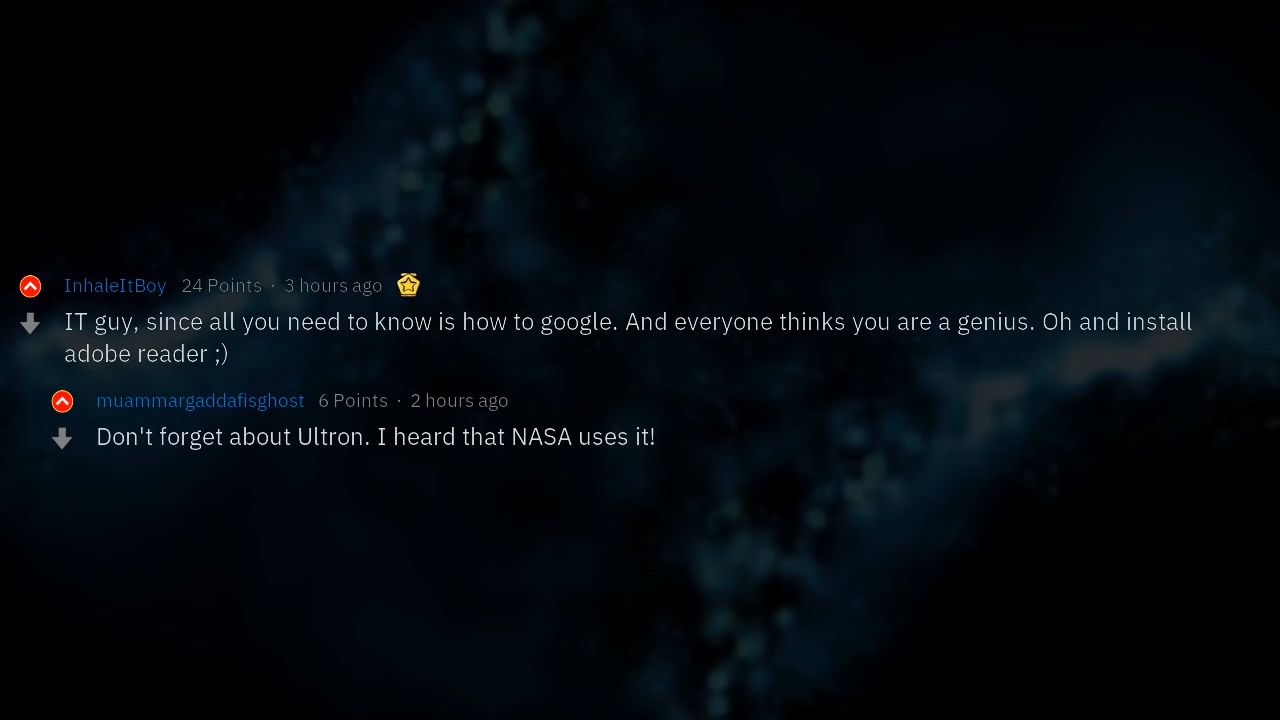 InhaleItBoy 24 Points · 3 hours ago
IT guy, since all you need to know is how to google. And everyone thinks you are a genius. Oh and install
adobe reader ;)
muammargaddafisghost 6 Points · 2 hours ago
Don't forget about Ultron. I heard that NASA uses it!